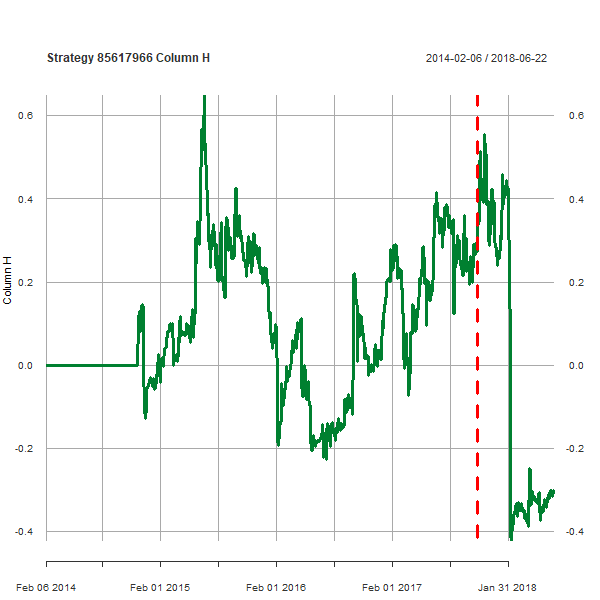 Strategy 85617966 Column H
2014-02-06 / 2018-06-22
0.6
0.6
0.4
0.4
0.2
0.2
Column H
0.0
0.0
-0.2
-0.2
-0.4
-0.4
Feb 06 2014
Feb 01 2015
Feb 01 2016
Feb 01 2017
Jan 31 2018